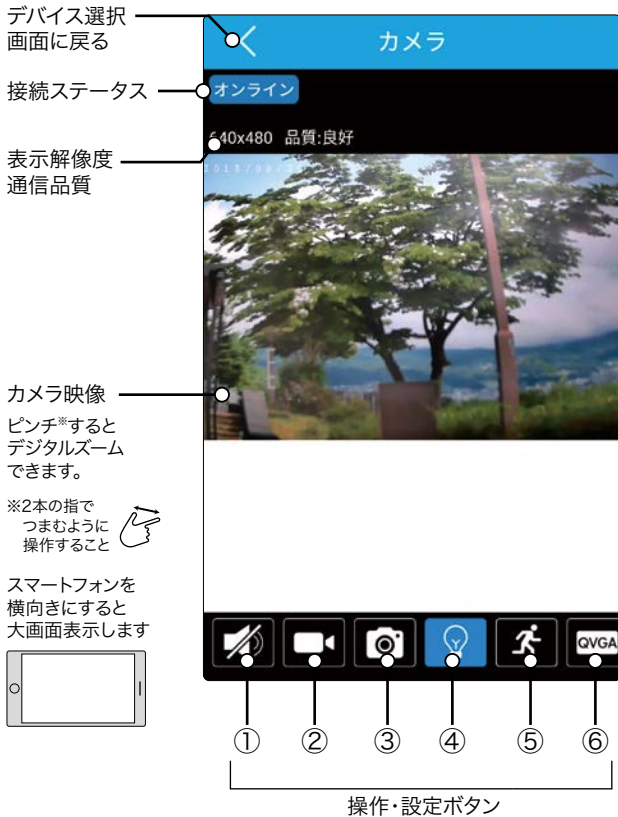 デバイス選択
画面に戻る
カメラ
接続ステータス
オンライン
640x480 品質:良好
表示解像度
通信品質
カメラ映像
ピンチ※すると
デジタルズーム
できます。
※2本の指で
つまむように
操作すること
スマートフォンを
横向きにすると
大画面表示します
QVGA
① ② ③ ④ ⑤ ⑥
操作・設定ボタン